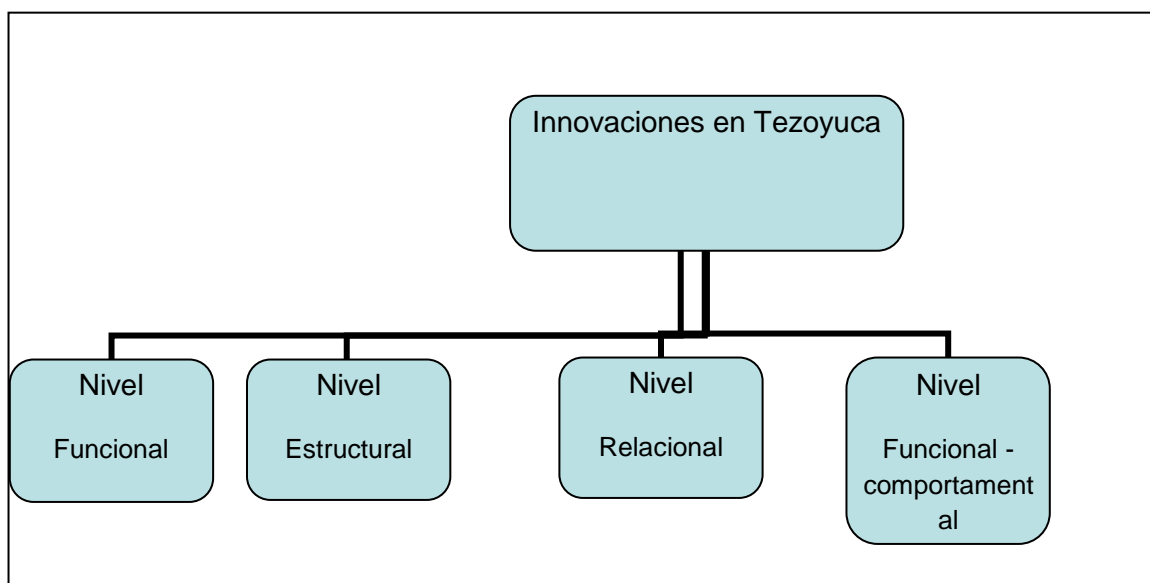 Innovaciones en Tezoyuca
Nivel
Funcional
Nivel
Estructural
Nivel
Relacional
Nivel
Funcional -
comportament
al